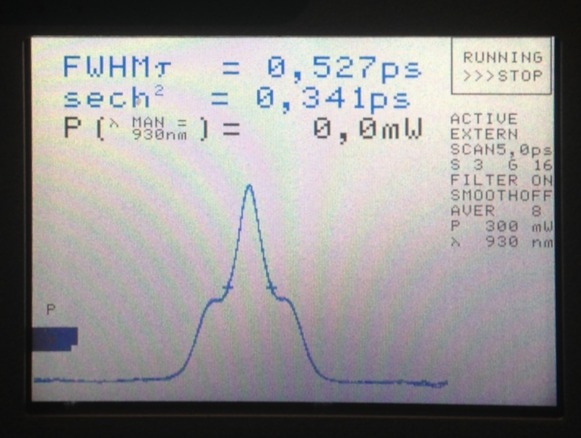 FWHMτ = 0,527ps
sech² = 0,341ps
P (λ MAN = 930nm) = 0,0mW
RUNNING
>>>STOP
ACTIVE
EXTERN
SCAN5,0ps
S 3 G 16
FILTER ON
SMOOTHOFF
AVER 8
P 300 mW
λ 930 nm
P